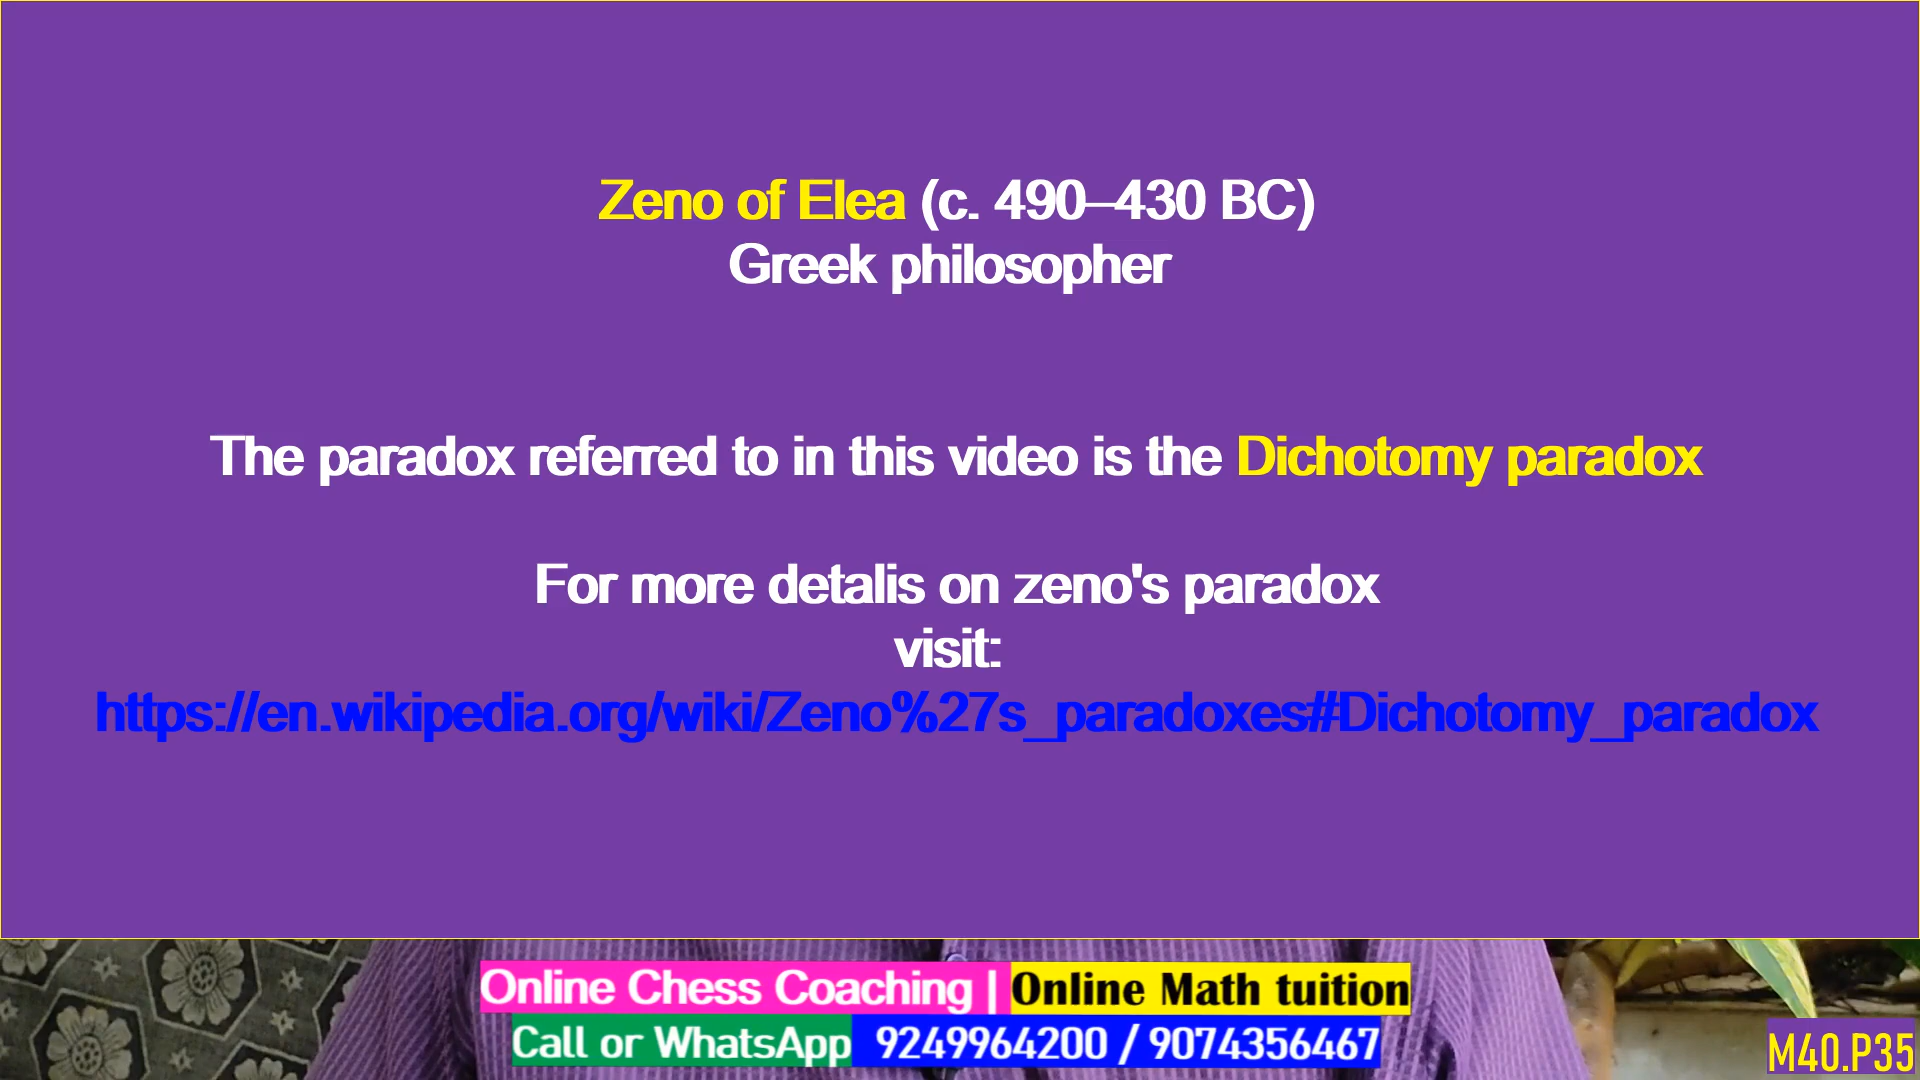 Zeno of Elea (c. 490–430 BC)
Greek philosopher
The paradox referred to in this video is the Dichotomy paradox
For more detalis on zeno's paradox
visit:
https://en.wikipedia.org/wiki/Zeno%27s_paradoxes#Dichotomy_paradox
Online Chess Coaching | Online Math tuition
Call or WhatsApp 9249964200 / 9074356467
M40.P35